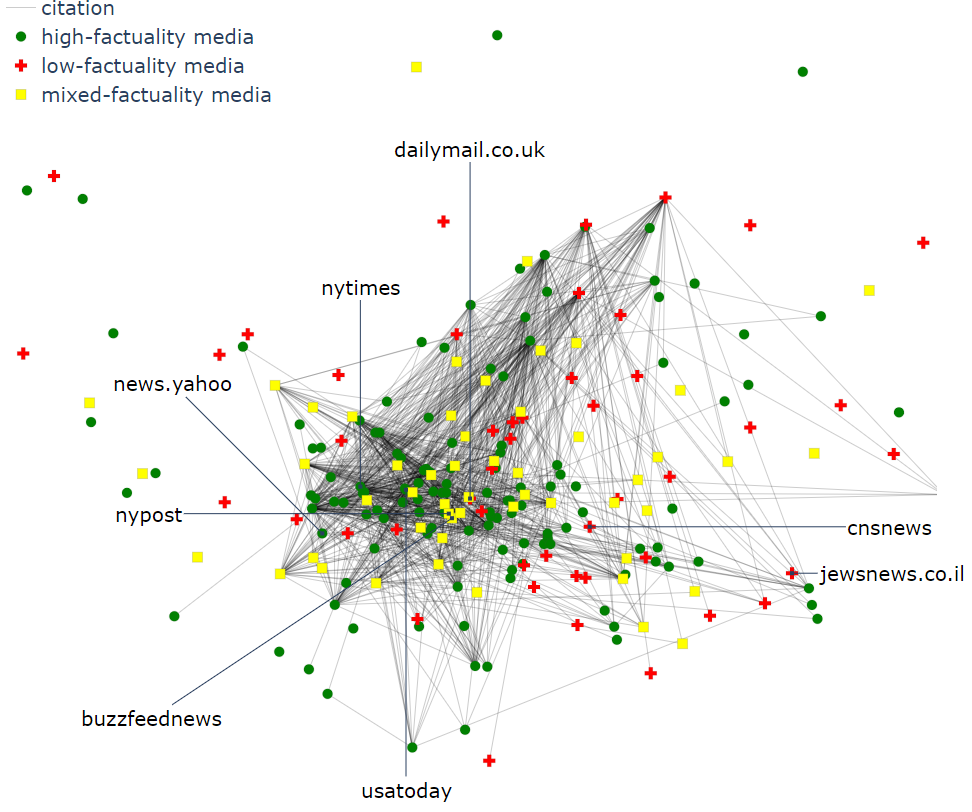 citation
high-factuality media
low-factuality media
mixed-factuality media
dailymail.co.uk
nytimes
news.yahoo
nypost
cnsnews
jewsnews.co.il
buzzfeednews
usatoday